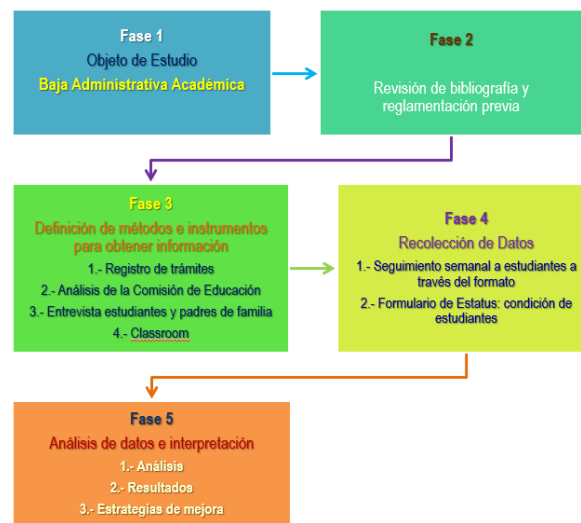 Fase 1
Objeto de Estudio
Baja Administrativa Académica
Fase 2
Revisión de bibliografía y
reglamentación previa
Fase 3
Definición de métodos e instrumentos
para obtener información
1.- Registro de trámites
2.- Análisis de la Comisión de Educación
3.- Entrevista estudiantes y padres de familia
4.- Classroom
Fase 4
Recolección de Datos
1.- Seguimiento semanal a estudiantes a
través del formato
2.- Formulario de Estatus: condición de
estudiantes
Fase 5
Análisis de datos e interpretación
1.- Análisis
2.- Resultados
3.- Estrategias de mejora